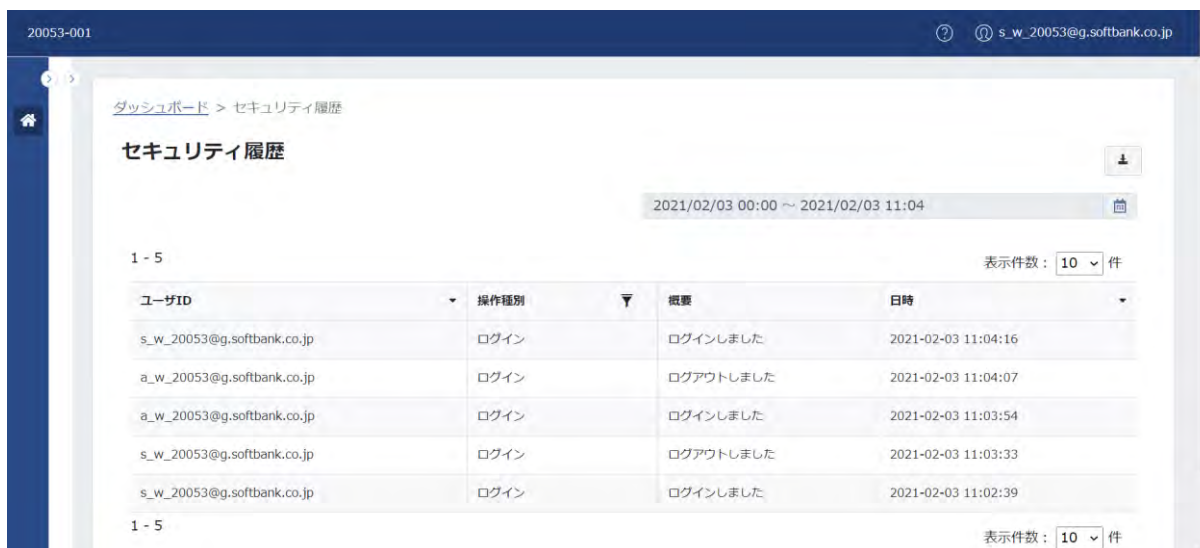 20053-001 s_w_20053@g.softbank.co.jp
ダッシュボード > セキュリティ履歴
セキュリティ履歴
2021/02/03 00:00 ～ 2021/02/03 11:04
1 - 5 表示件数： 10 件
ユーザID 操作種別 概要 日時
s_w_20053@g.softbank.co.jp ログイン ログインしました 2021-02-03 11:04:16
a_w_20053@g.softbank.co.jp ログイン ログアウトしました 2021-02-03 11:04:07
a_w_20053@g.softbank.co.jp ログイン ログインしました 2021-02-03 11:03:54
s_w_20053@g.softbank.co.jp ログイン ログアウトしました 2021-02-03 11:03:33
s_w_20053@g.softbank.co.jp ログイン ログインしました 2021-02-03 11:02:39
1 - 5 表示件数： 10 件